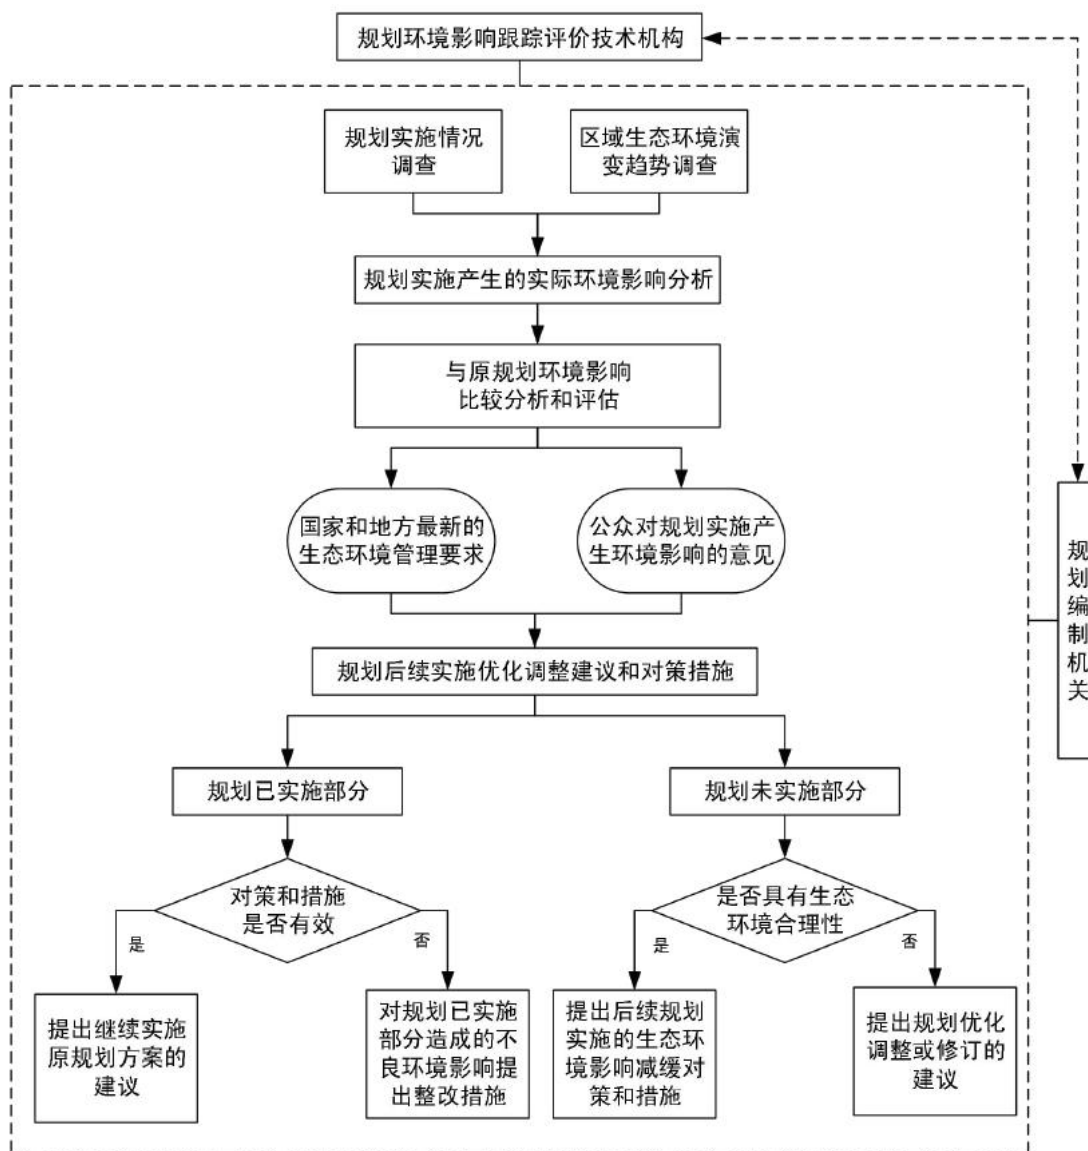 规划环境影响跟踪评价技术机构
规划实施情况
调查
区域生态环境演
变趋势调查
规划实施产生的实际环境影响分析
与原规划环境影响
比较分析和评估
国家和地方最新的
生态环境管理要求
公众对规划实施产
生环境影响的意见
规划编制机关
规划后续实施优化调整建议和对策措施
规划已实施部分
规划未实施部分
对策和措施
是否有效
是否具有生态
环境合理性
是
否
是
否
提出继续实施
原规划方案的
建议
对规划已实施
部分造成的不
良环境影响提
出整改措施
提出后续规划
实施的生态环
境影响减缓对
策和措施
提出规划优化
调整或修订的
建议